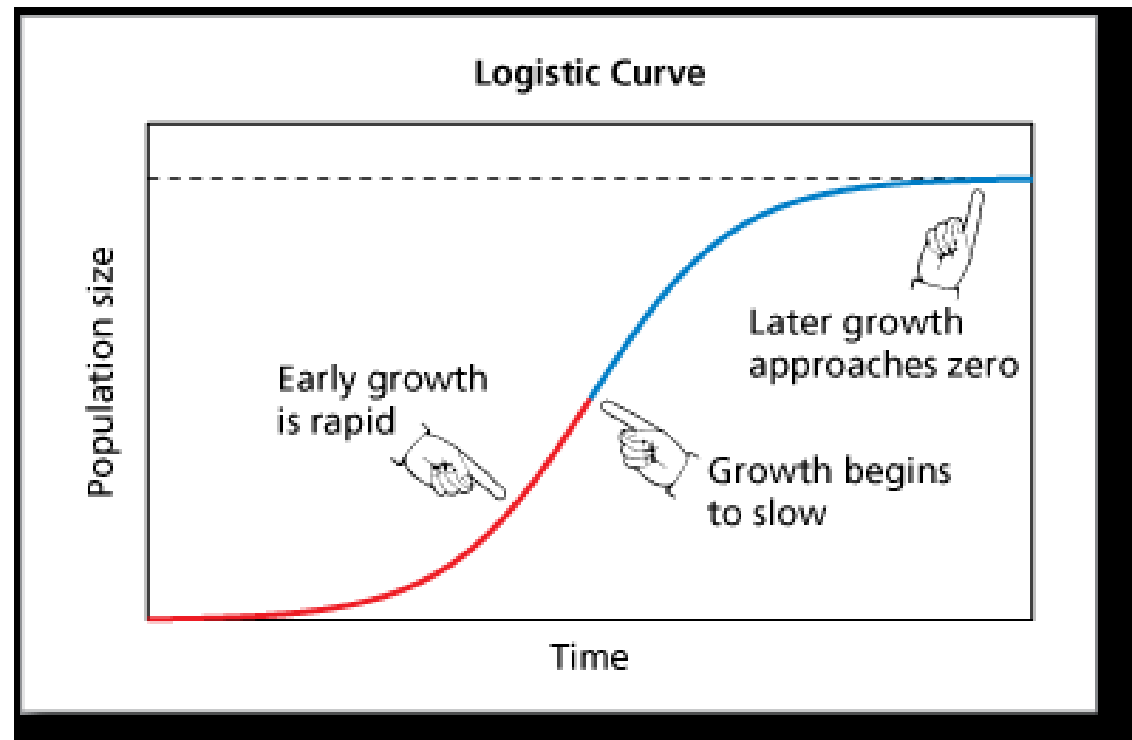 Logistic Curve
Population size
Early growth
is rapid
Later growth
approaches zero
Growth begins
to slow
Time